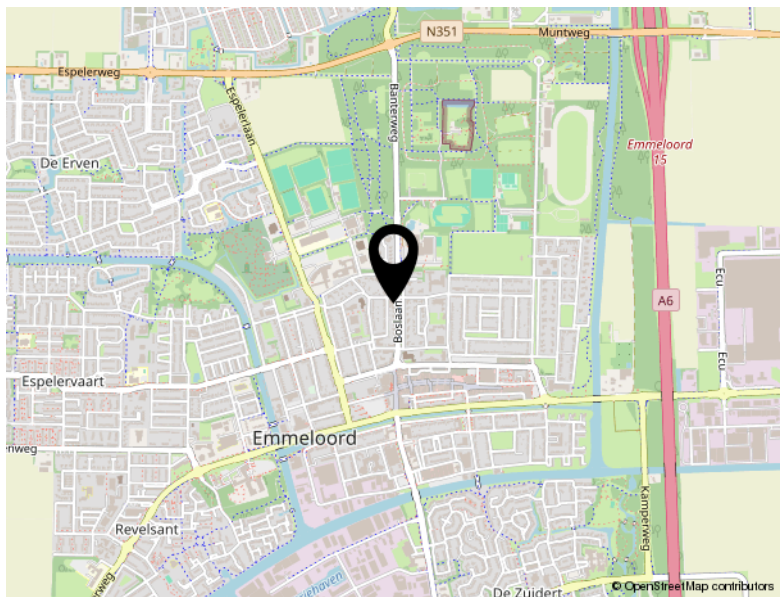 N351
Muntweg
Espelerweg
Banterweg
Espelerlaan
Emmeloord
15
De Erven
Ecu
A6
Boslaan
Ecu
Espelervaart
Emmeloord
Kamperweg
Revelsant
De Zuidert
© OpenStreetMap contributors